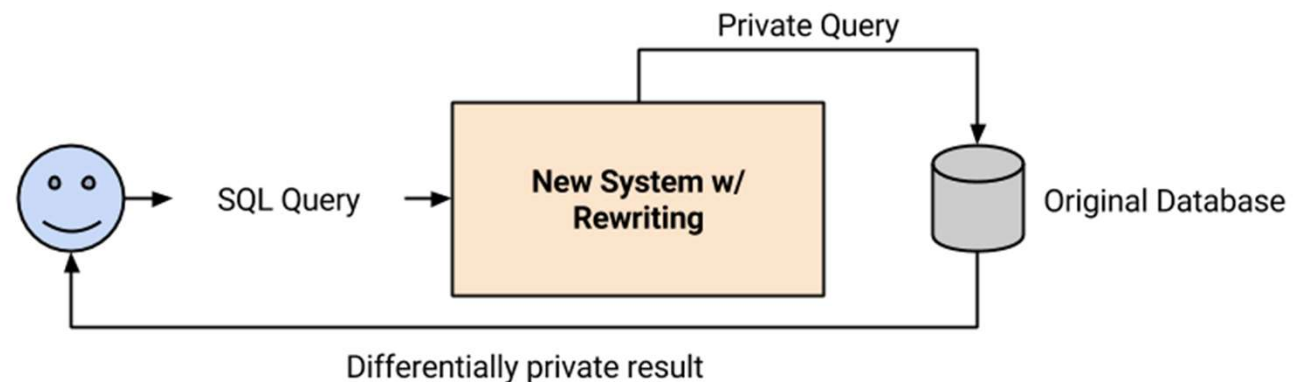 Private Query
SQL Query
New System w/
Rewriting
Original Database
Differentially private result